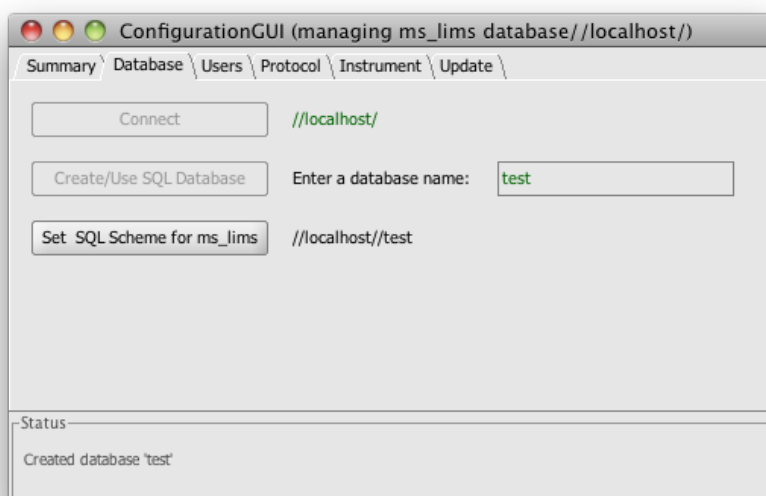 ConfigurationGUI (managing ms_lims database//localhost/)
Summary Database Users Protocol Instrument Update
Connect //localhost/
Create/Use SQL Database Enter a database name: test
Set SQL Scheme for ms_lims //localhost//test
Status
Created database 'test'